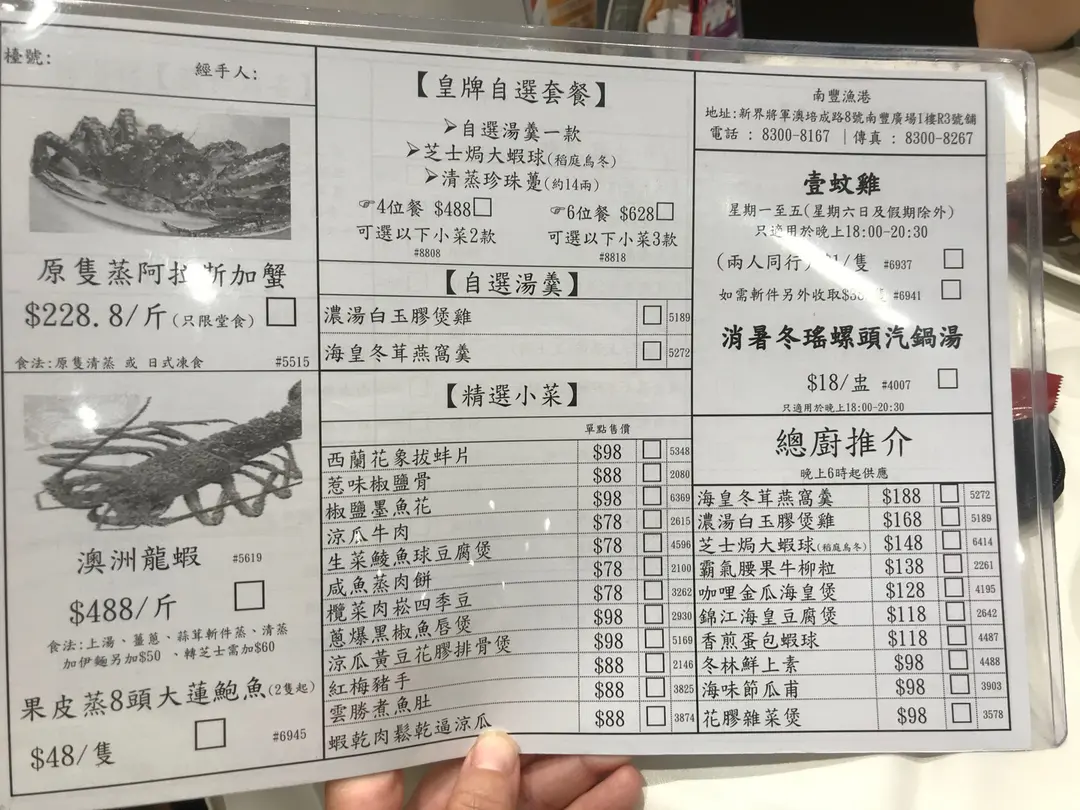 檯號:
經手人:
原隻蒸阿拉斯加蟹
$228.8/斤(只限堂食)
食法:原隻清蒸 或 日式凍食 #5515
澳洲龍蝦 #5619
$488/斤
食法:上湯、薑蔥、蒜茸斬件蒸、清蒸
加伊麵另加$50 、轉芝士需加$60
果皮蒸8頭大蓮鮑魚(2隻起)
$48/隻 #6945
【皇牌自選套餐】
➢自選湯羹一款
➢芝士焗大蝦球(稻庭烏冬)
➢清蒸珍珠躉(約14兩)
☞4位餐 $488 ☞6位餐 $628
可選以下小菜2款 可選以下小菜3款
#8808 #8818
【自選湯羹】
濃湯白玉膠煲雞 5189
海皇冬茸燕窩羹 5272
【精選小菜】
單點售價
西蘭花象拔蚌片 $98 5348
惹味椒鹽骨 $88 2080
椒鹽墨魚花 $98 6369
涼瓜牛肉 $78 2615
生菜鯪魚球豆腐煲 $78 4596
咸魚蒸肉餅 $78 2100
欖菜肉崧四季豆 $78 3262
蔥爆黑椒魚唇煲 $98 2930
涼瓜黃豆花膠排骨煲 $98 5169
紅梅豬手 $88 2146
雲勝煮魚肚 $88 3825
蝦乾肉鬆乾逼涼瓜 $88 3874
南豐漁港
地址:新界將軍澳培成路8號南豐廣場1樓R3號舖
電話 : 8300-8167 |傳真 : 8300-8267
壹蚊雞
星期一至五(星期六日及假期除外)
只適用於晚上18:00-20:30
(兩人同行) $1/隻 #6937
如需斬件另外收取 #6941
消暑冬瑤螺頭汽鍋湯
$18/盅 #4007
只適用於晚上18:00-20:30
總廚推介
晚上6時起供應
海皇冬茸燕窩羹 $188 5272
濃湯白玉膠煲雞 $168 5189
芝士焗大蝦球(稻庭烏冬) $148 6414
霸氣腰果牛柳粒 $138 2261
咖哩金瓜海皇煲 $128 4195
錦江海皇豆腐煲 $118 2642
香煎蛋包蝦球 $118 4487
冬林鮮上素 $98 4488
海味節瓜甫 $98 3903
花膠雜菜煲 $98 3578